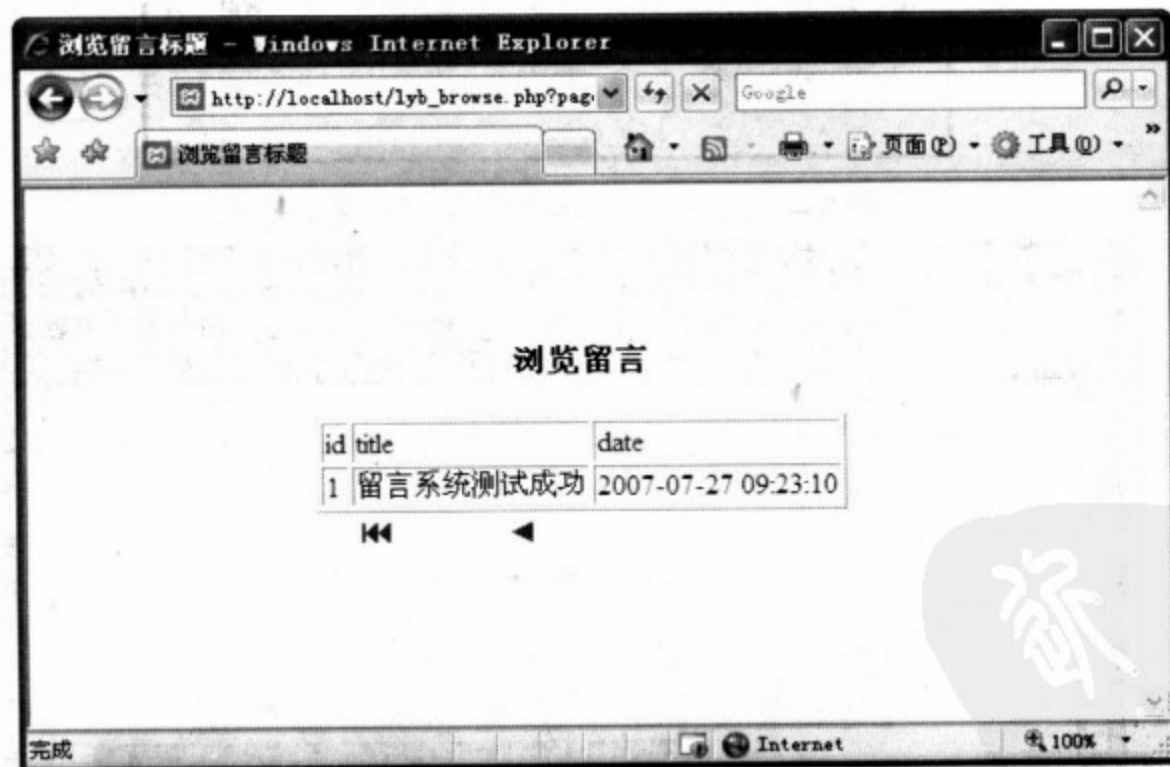 浏览留言标题 - Windows Internet Explorer
http://localhost/lyb_browse.php?pag
Google
浏览留言标题
页面(P)
工具(O)
浏览留言
id title date
1 留言系统测试成功 2007-07-27 09:23:10
完成
Internet
100%